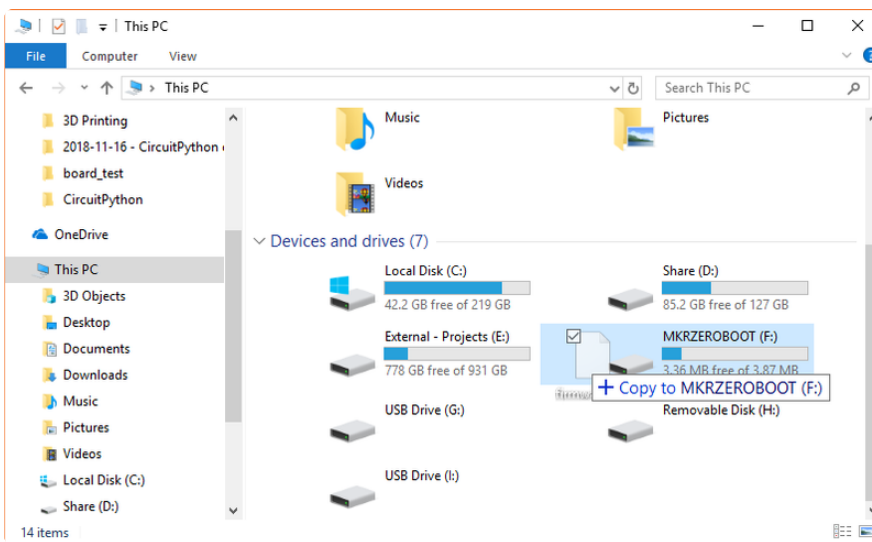 This PC
File Computer View
This PC
Search This PC
3D Printing
2018-11-16 - CircuitPython
board_test
CircuitPython
OneDrive
This PC
3D Objects
Desktop
Documents
Downloads
Music
Pictures
Videos
Local Disk (C:)
Share (D:)
Music
Pictures
Videos
Devices and drives (7)
Local Disk (C:)
42.2 GB free of 219 GB
Share (D:)
85.2 GB free of 127 GB
External - Projects (E:)
778 GB free of 931 GB
MKRZEROBOOT (F:)
3.36 MB free of 3.87 MB
Copy to MKRZEROBOOT (F:)
USB Drive (G:)
Removable Disk (H:)
USB Drive (I:)
14 items